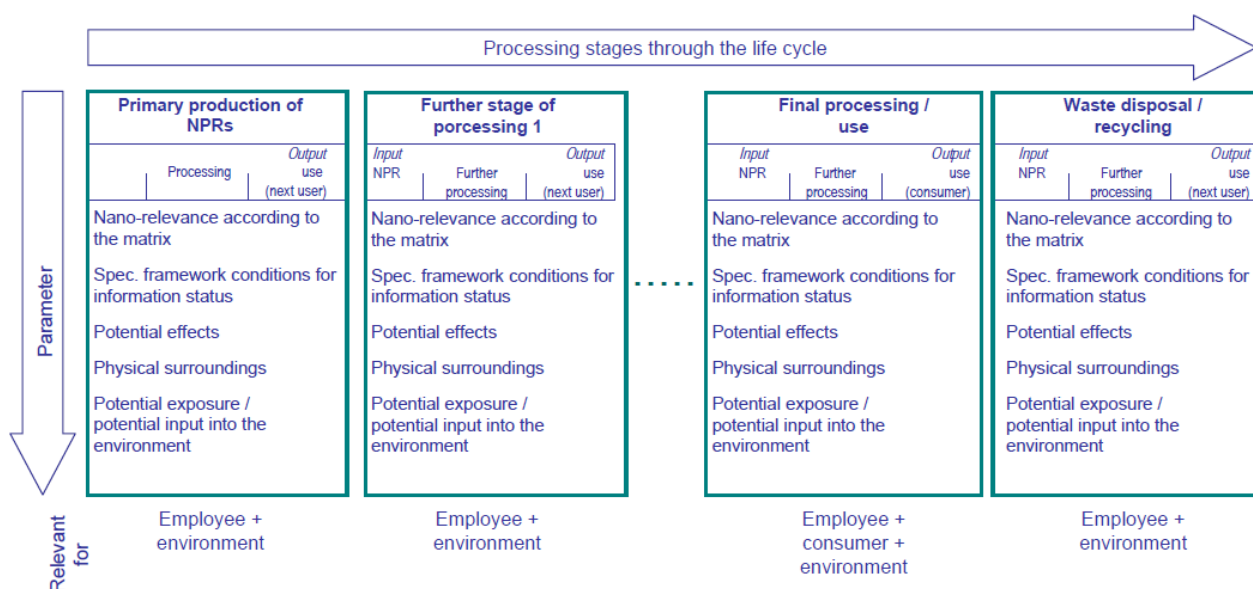 Processing stages through the life cycle
Parameter
Relevant
for
Primary production of
NPRs
Output
Processing
use
(next user)
Nano-relevance according to
the matrix
Spec. framework conditions for
information status
Potential effects
Physical surroundings
Potential exposure /
potential input into the
environment
Employee +
environment
Further stage of
porcessing 1
Input
Output
NPR
Further
processing
use
(next user)
Nano-relevance according to
the matrix
Spec. framework conditions for
information status
Potential effects
Physical surroundings
Potential exposure /
potential input into the
environment
Employee +
environment
Final processing /
use
Input
Output
NPR
Further
processing
use
(consumer)
Nano-relevance according to
the matrix
Spec. framework conditions for
information status
Potential effects
Physical surroundings
Potential exposure /
potential input into the
environment
Employee +
consumer +
environment
Waste disposal /
recycling
Input
Output
NPR
Further
processing
use
(next user)
Nano-relevance according to
the matrix
Spec. framework conditions for
information status
Potential effects
Physical surroundings
Potential exposure /
potential input into the
environment
Employee +
environment